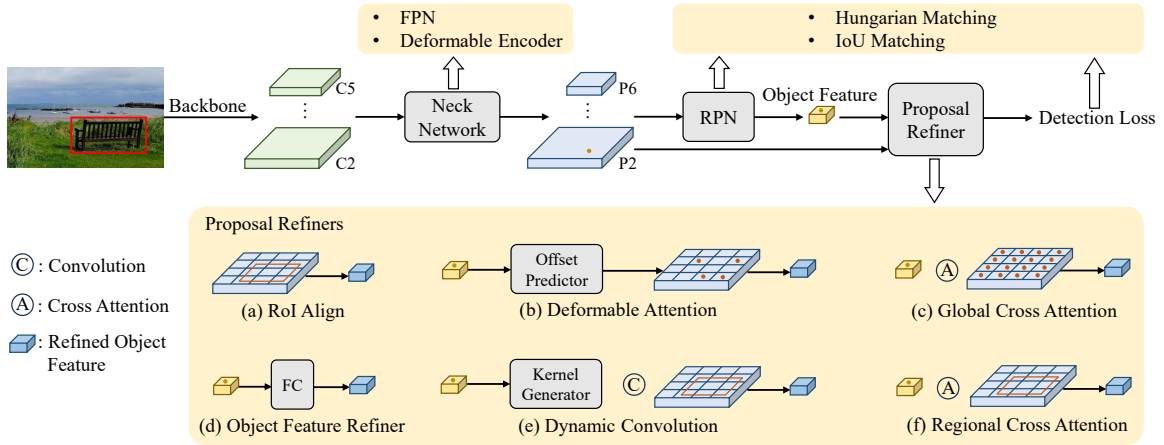 • FPN
• Deformable Encoder
• Hungarian Matching
• IoU Matching
Backbone
C5
C2
Neck
Network
P6
P2
RPN
Object Feature
Proposal
Refiner
Detection Loss
Proposal Refiners
C : Convolution
A : Cross Attention
: Refined Object
Feature
(a) RoI Align
Offset
Predictor
(b) Deformable Attention
A
(c) Global Cross Attention
FC
(d) Object Feature Refiner
Kernel
Generator
C
(e) Dynamic Convolution
A
(f) Regional Cross Attention